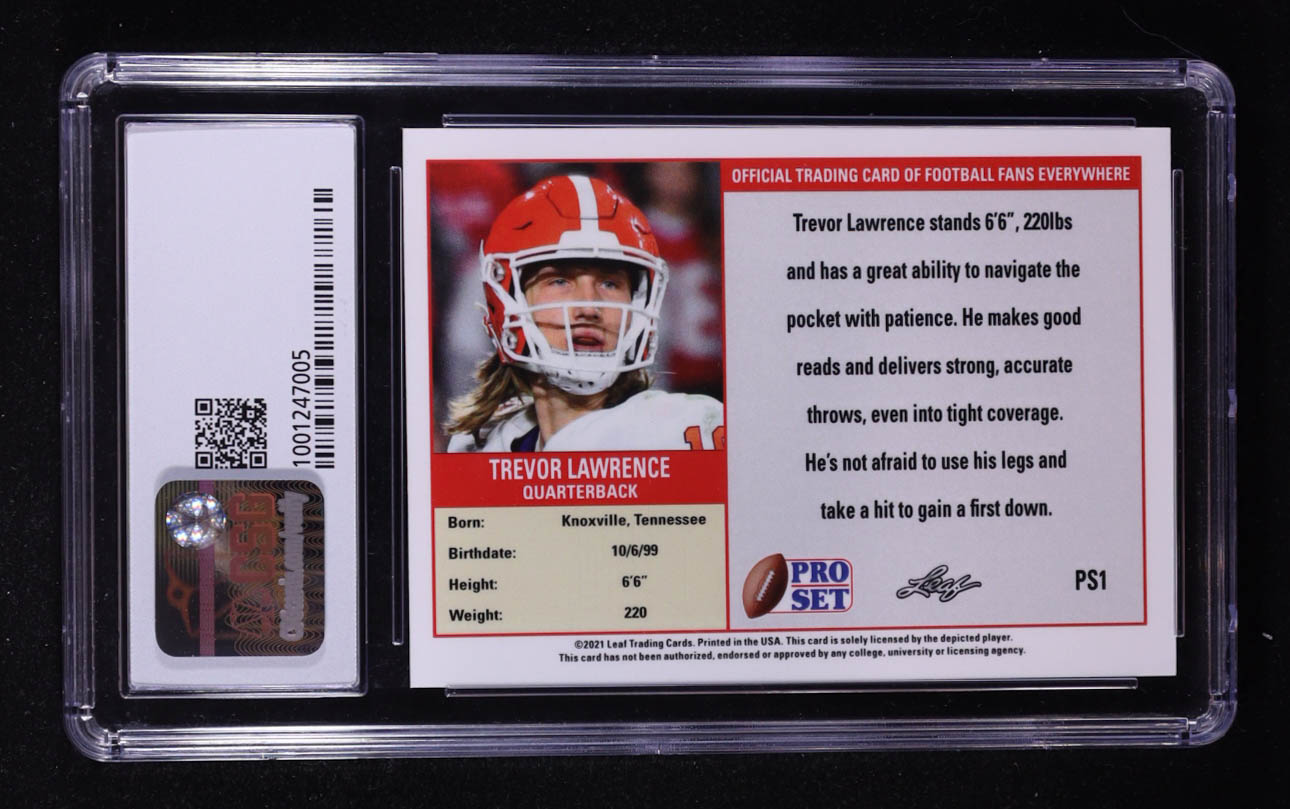 1001247005
OFFICIAL TRADING CARD OF FOOTBALL FANS EVERYWHERE
Trevor Lawrence stands 6'6", 220lbs
and has a great ability to navigate the
pocket with patience. He makes good
reads and delivers strong, accurate
throws, even into tight coverage.
He's not afraid to use his legs and
take a hit to gain a first down.
TREVOR LAWRENCE
QUARTERBACK
Born: Knoxville, Tennessee
Birthdate: 10/6/99
Height: 6'6"
Weight: 220
PRO
SET
Leaf
PS1
©2021 Leaf Trading Cards. Printed in the USA. This card is solely licensed by the depicted player.
This card has not been authorized, endorsed or approved by any college, university or licensing agency.